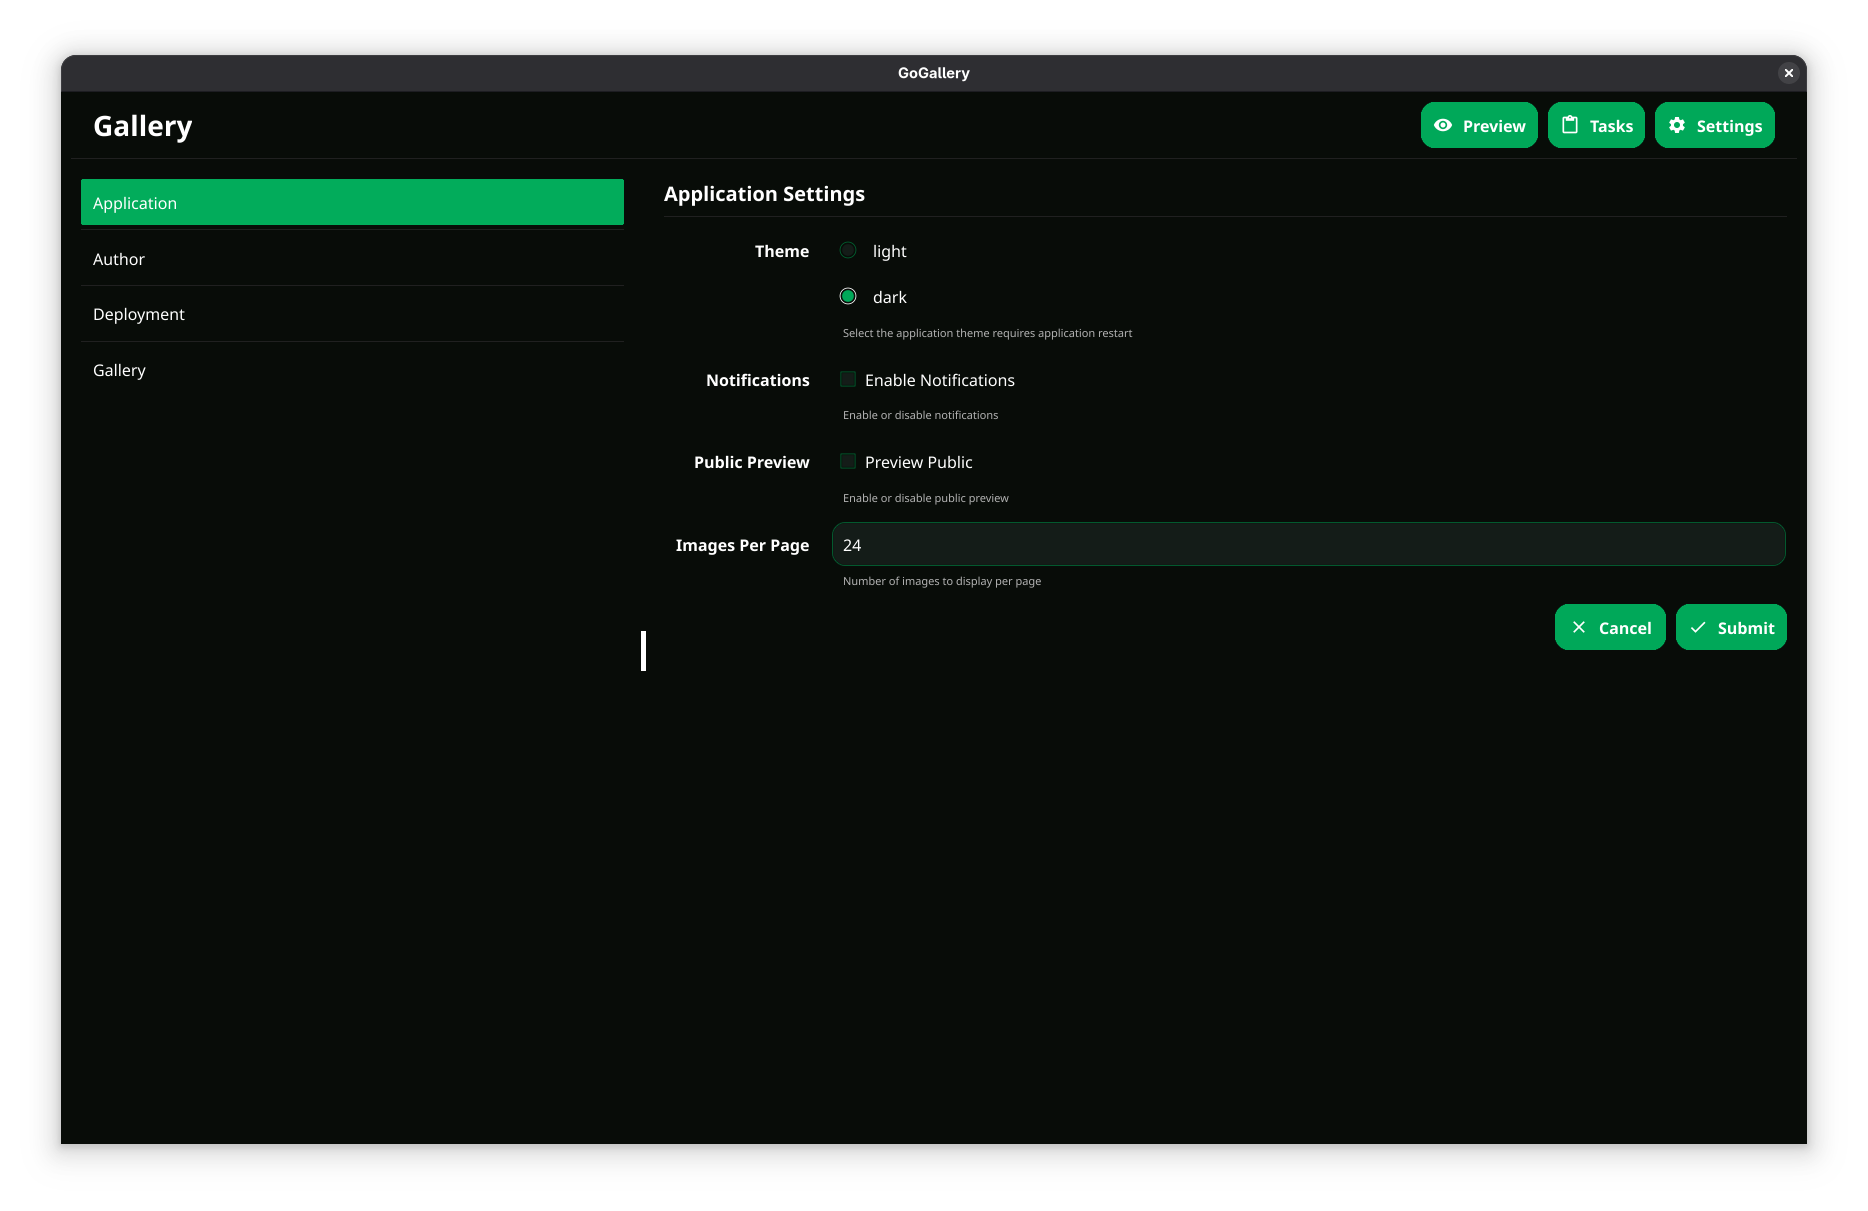 GoGallery
Gallery
Preview
Tasks
Settings
Application
Author
Deployment
Gallery
Application Settings
Theme
light
dark
Select the application theme requires application restart
Notifications
Enable Notifications
Enable or disable notifications
Public Preview
Preview Public
Enable or disable public preview
Images Per Page
24
Number of images to display per page
Cancel
Submit